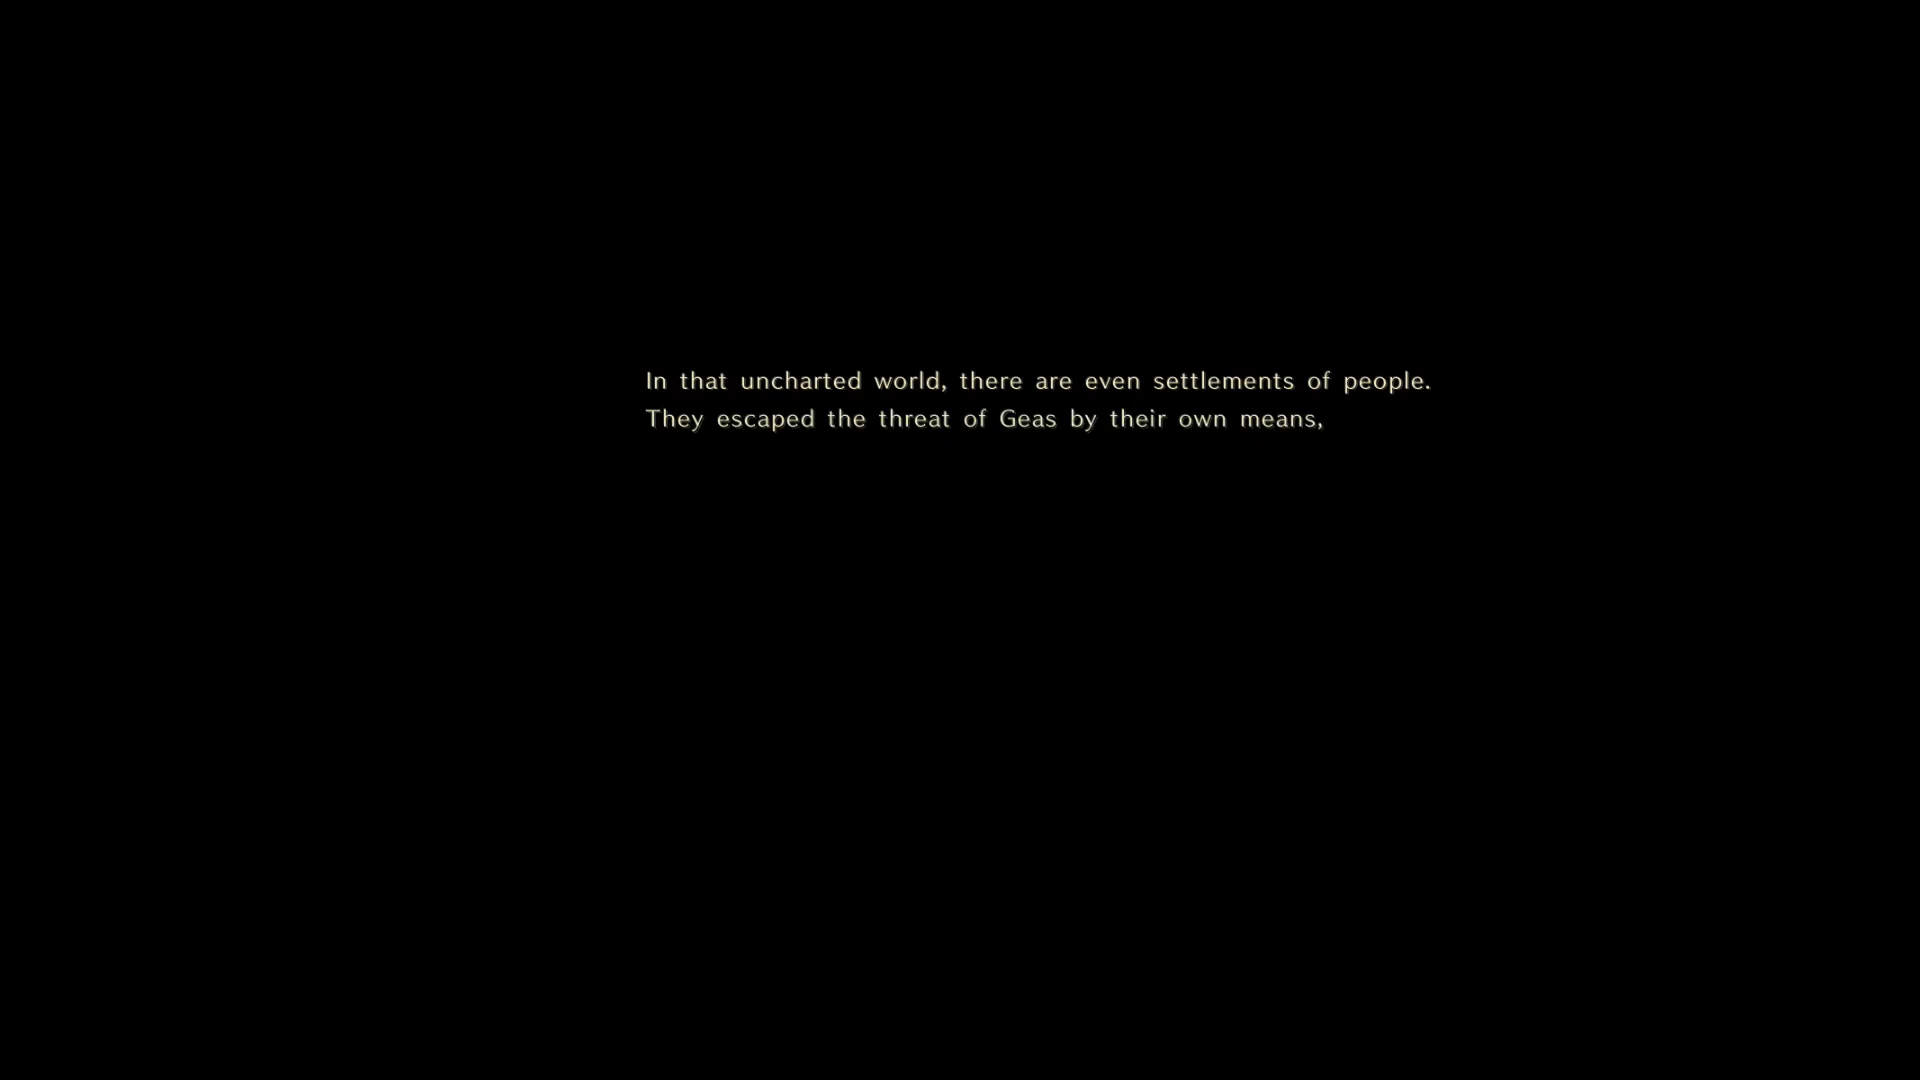 In that uncharted world, there are even settlements of people.
They escaped the threat of Geas by their own means,